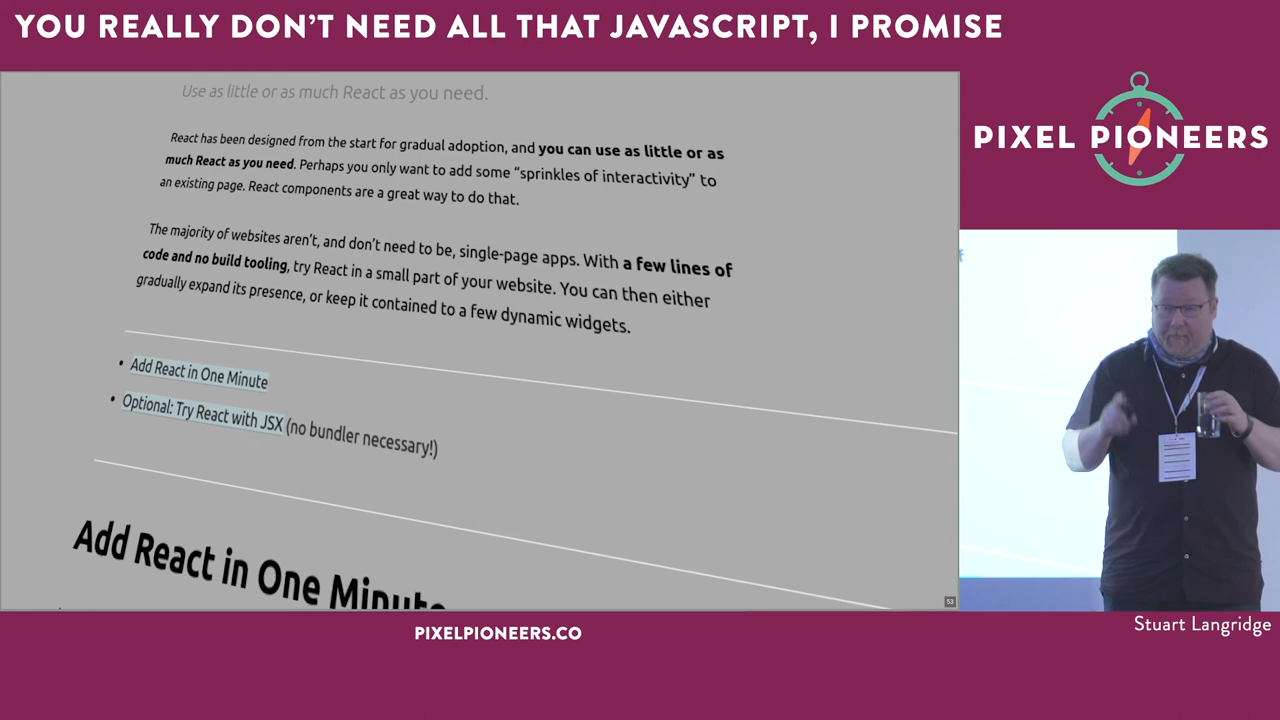 YOU REALLY DON'T NEED ALL THAT JAVASCRIPT, I PROMISE
Use as little or as much React as you need.
React has been designed from the start for gradual adoption, and you can use as little or as
much React as you need. Perhaps you only want to add some “sprinkles of interactivity” to
an existing page. React components are a great way to do that.
The majority of websites aren’t, and don’t need to be, single-page apps. With a few lines of
code and no build tooling, try React in a small part of your website. You can then either
gradually expand its presence, or keep it contained to a few dynamic widgets.
• Add React in One Minute
• Optional: Try React with JSX (no bundler necessary!)
Add React in One Minute
53
PIXEL PIONEERS
PIXELPIONEERS.CO
Stuart Langridge